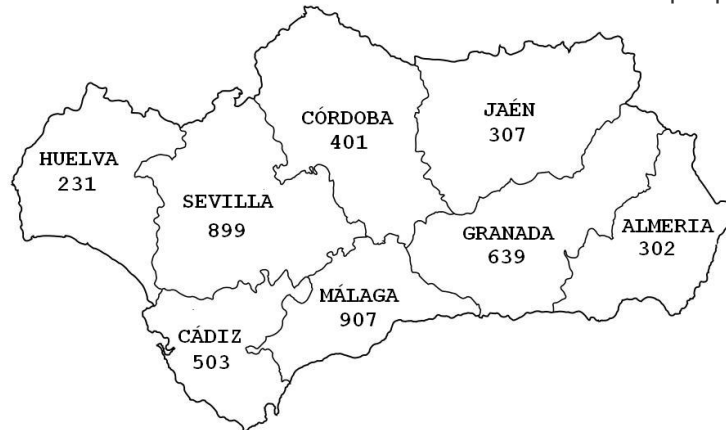 CÓRDOBA
401
JAÉN
307
HUELVA
231
SEVILLA
899
GRANADA
639
ALMERIA
302
MÁLAGA
907
CÁDIZ
503